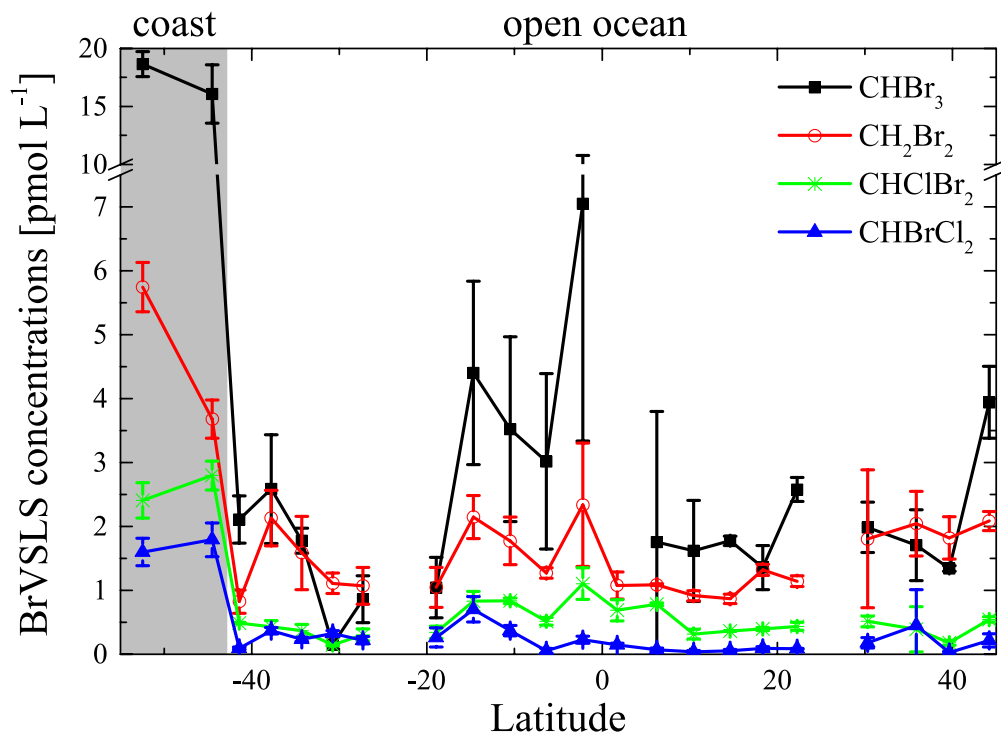 coast open ocean
BrVSLS concentrations [pmol L⁻¹]
20
15
10
7
6
5
4
3
2
1
0
CHBr₃
CH₂Br₂
CHClBr₂
CHBrCl₂
-40 -20 0 20 40
Latitude